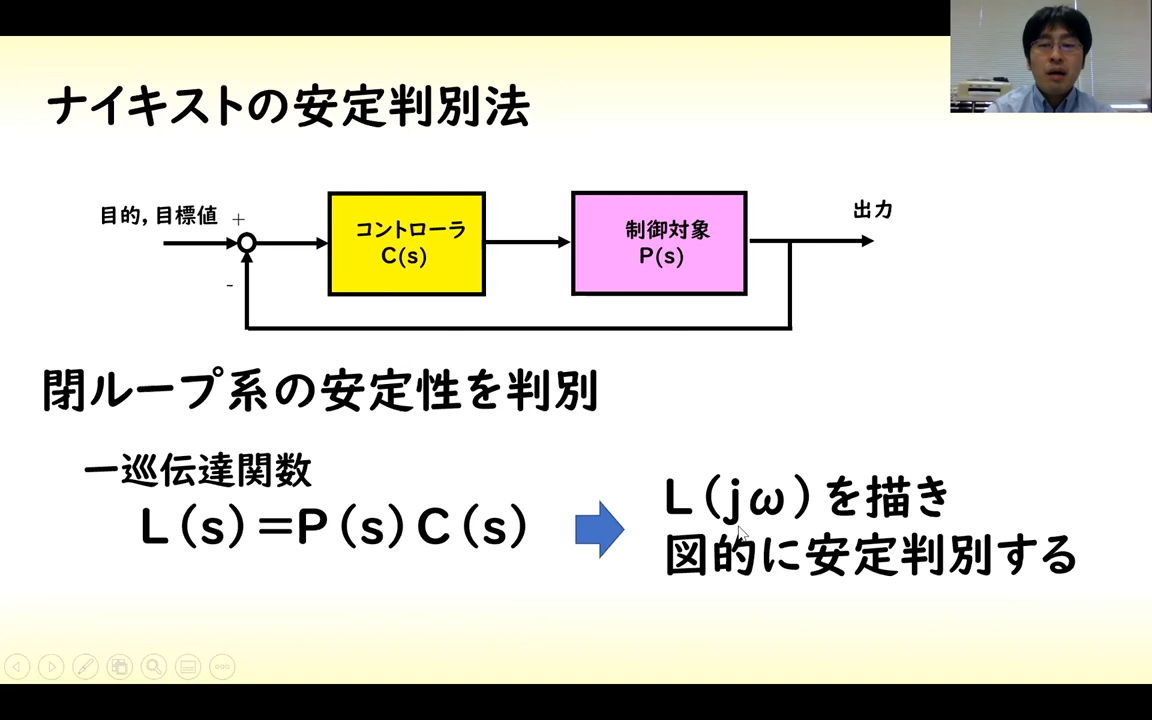 ナイキストの安定判別法
目的，目標値
+
-
コントローラ
C(s)
制御対象
P(s)
出力
閉ループ系の安定性を判別
一巡伝達関数
L(s)=P(s)C(s)
L(jω)を描き
図的に安定判別する